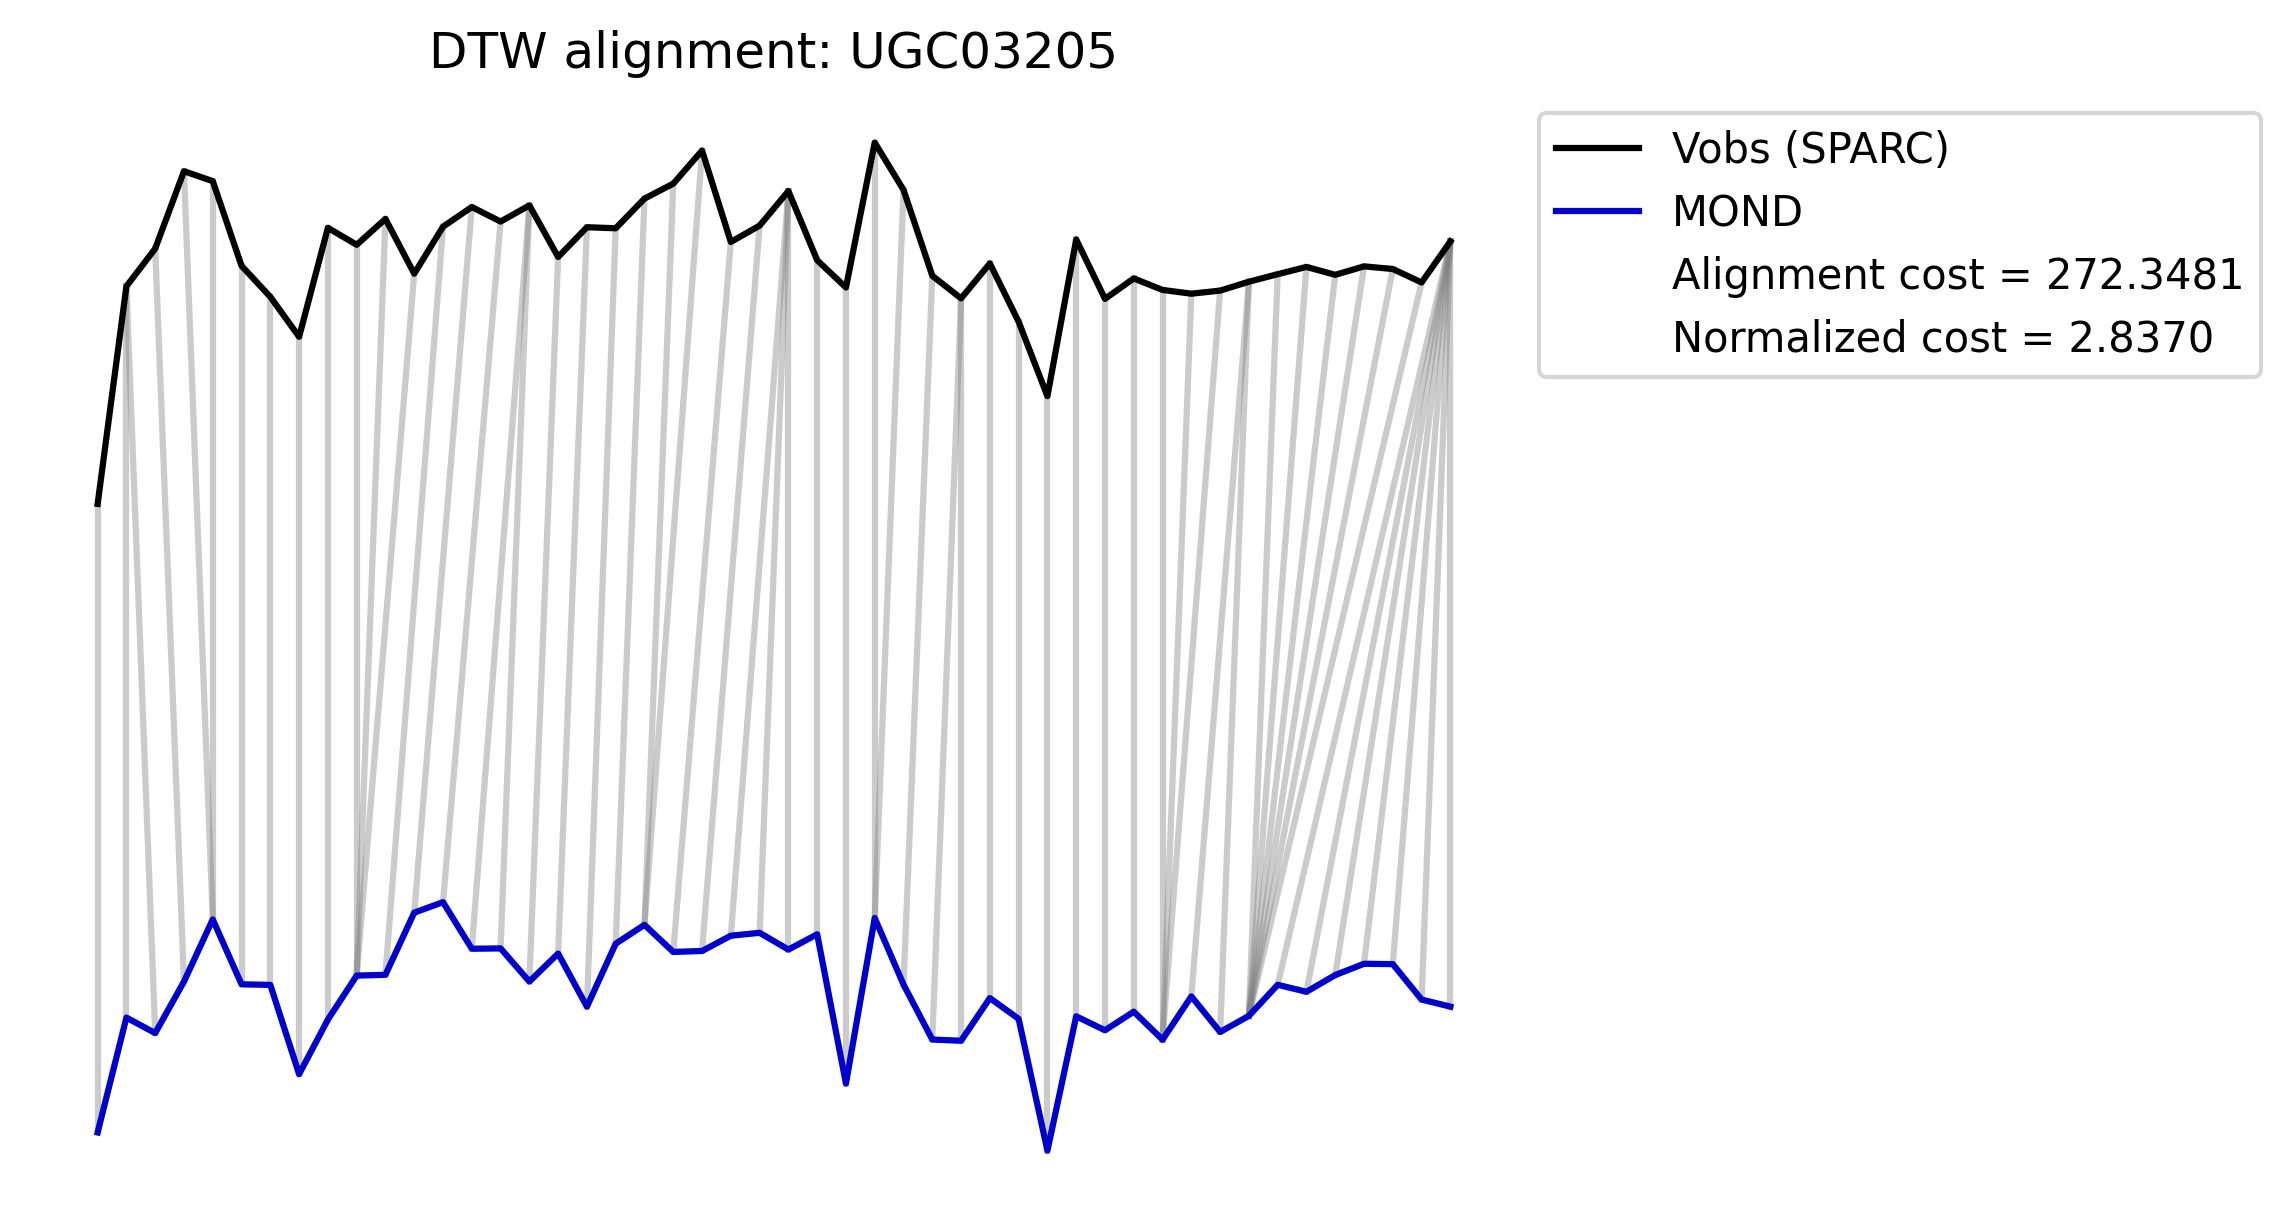 DTW alignment: UGC03205
Vobs (SPARC)
MOND
Alignment cost = 272.3481
Normalized cost = 2.8370